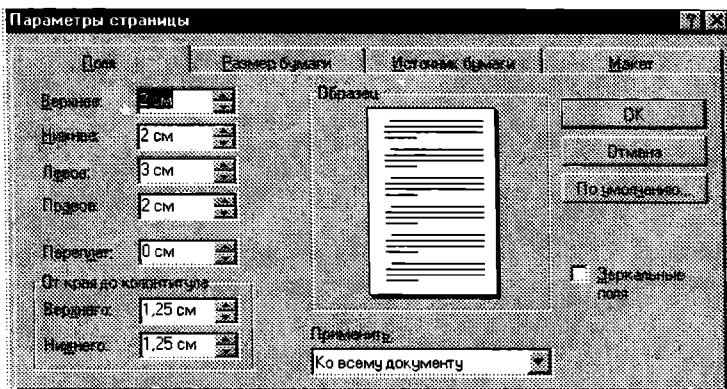 Параметры страницы
Поля Размер бумаги Источник бумаги Макет
Верхнее: 2 см
Нижнее: 2 см
Левое: 3 см
Правое: 2 см
Переплет: 0 см
От края до колонтитула
Верхнего: 1,25 см
Нижнего: 1,25 см
Образец
Применить:
Ко всему документу
ОК
Отмена
По умолчанию...
Зеркальные
поля